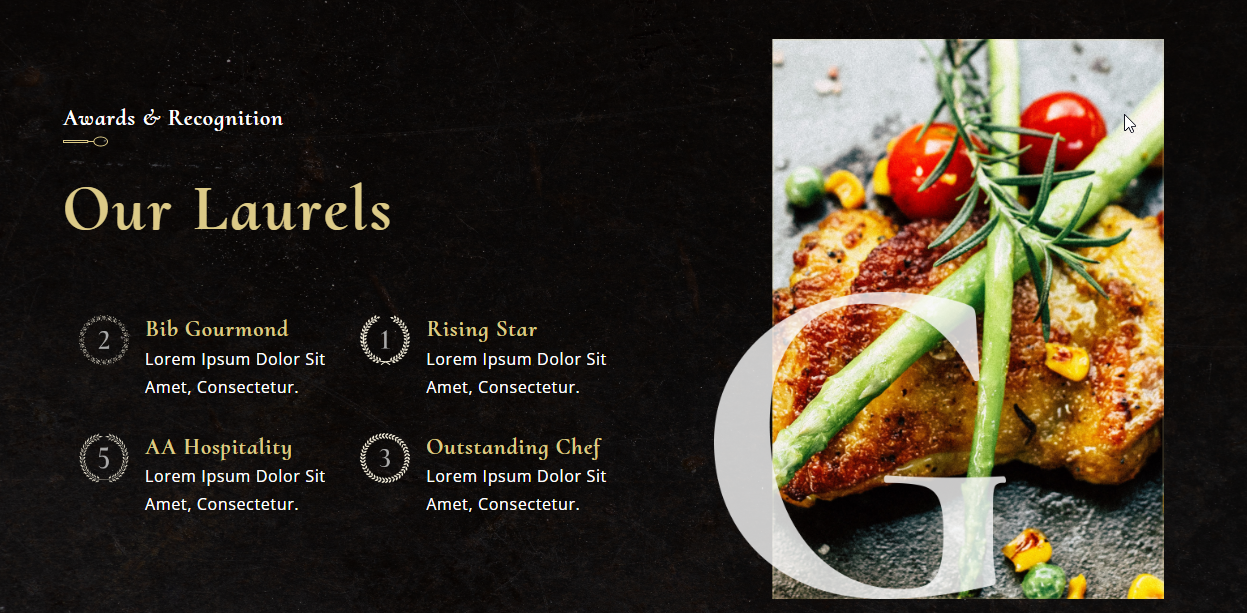 Awards & Recognition
Our Laurels
2
Bib Gourmond
Lorem Ipsum Dolor Sit
Amet, Consectetur.
1
Rising Star
Lorem Ipsum Dolor Sit
Amet, Consectetur.
5
AA Hospitality
Lorem Ipsum Dolor Sit
Amet, Consectetur.
3
Outstanding Chef
Lorem Ipsum Dolor Sit
Amet, Consectetur.
G